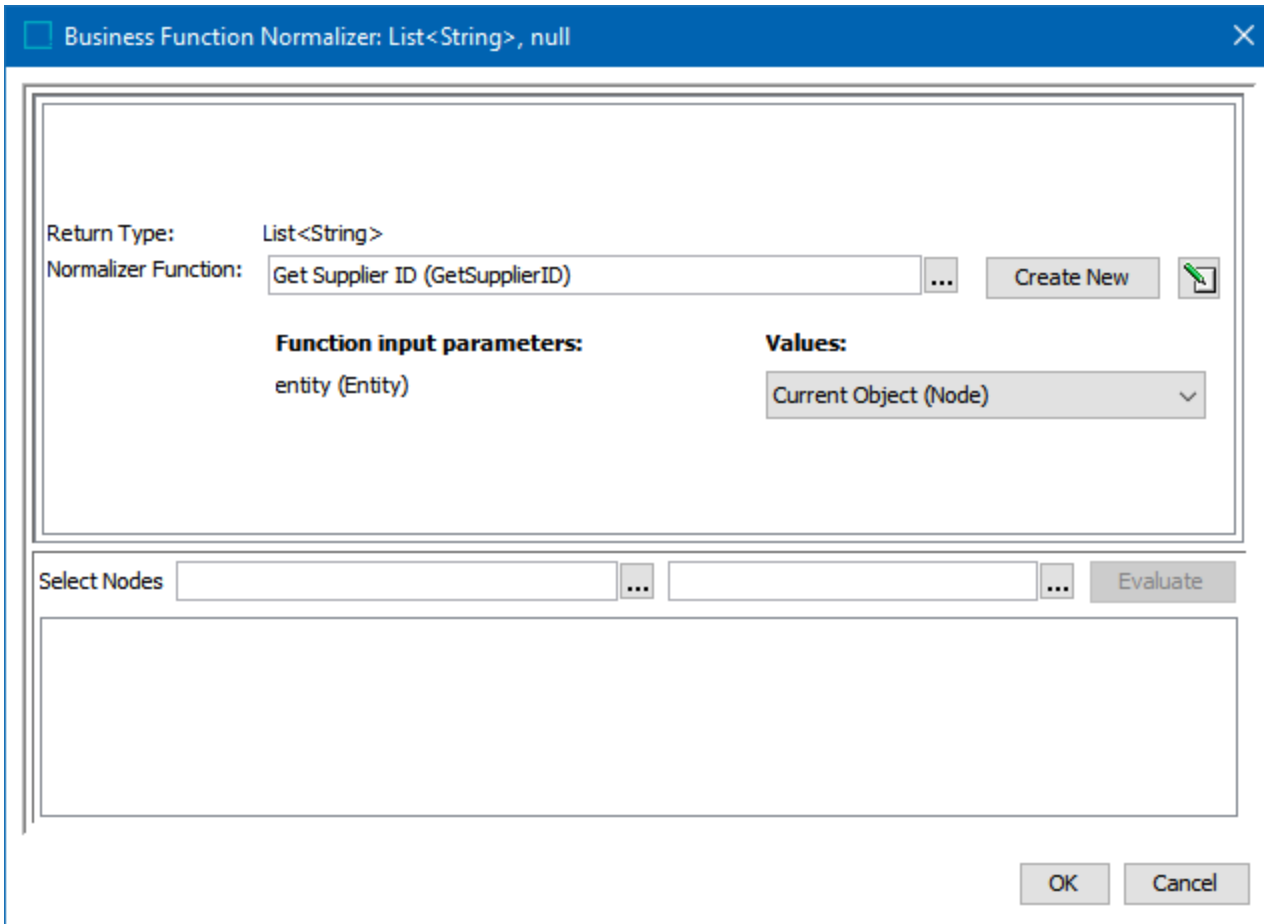 Business Function Normalizer: List<String>, null
Return Type: List<String>
Normalizer Function: Get Supplier ID (GetSupplierID) ... Create New
Function input parameters: Values:
entity (Entity) Current Object (Node)
Select Nodes ... ... Evaluate
OK Cancel